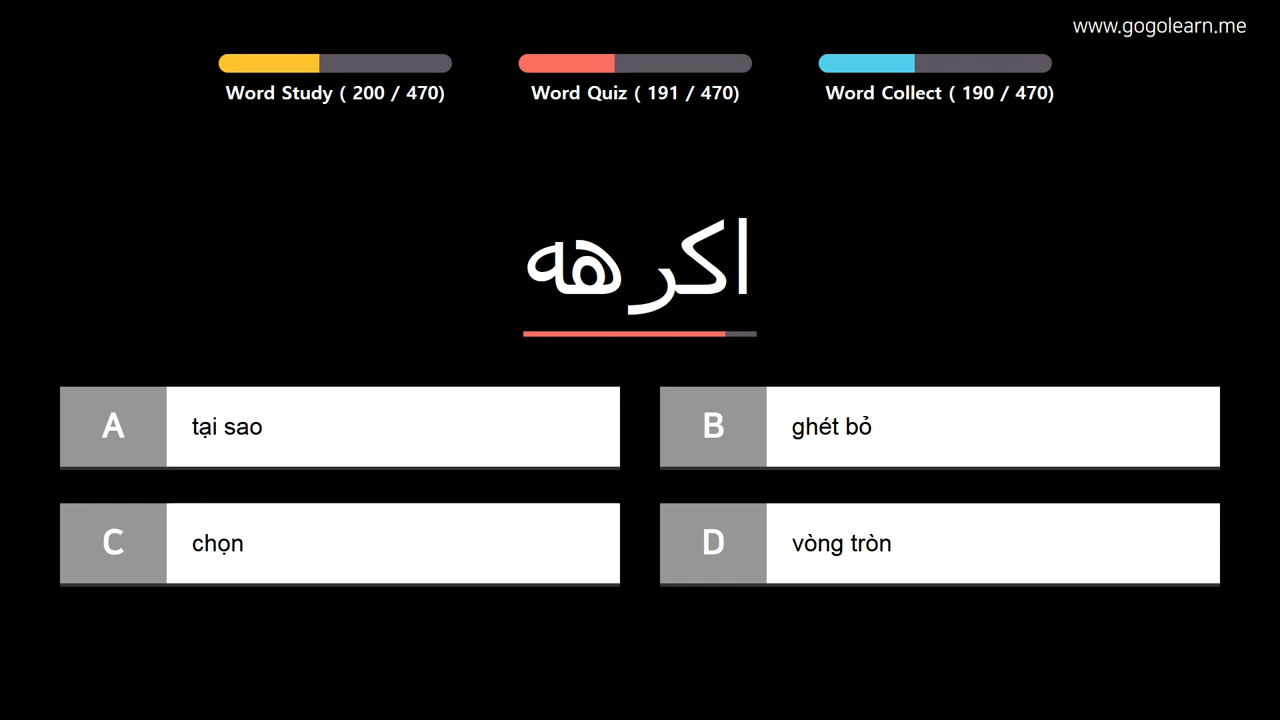 www.gogolearn.me
Word Study ( 200 / 470)
Word Quiz ( 191 / 470)
Word Collect ( 190 / 470)
اكرهه
A
tại sao
B
ghét bỏ
C
chọn
D
vòng tròn